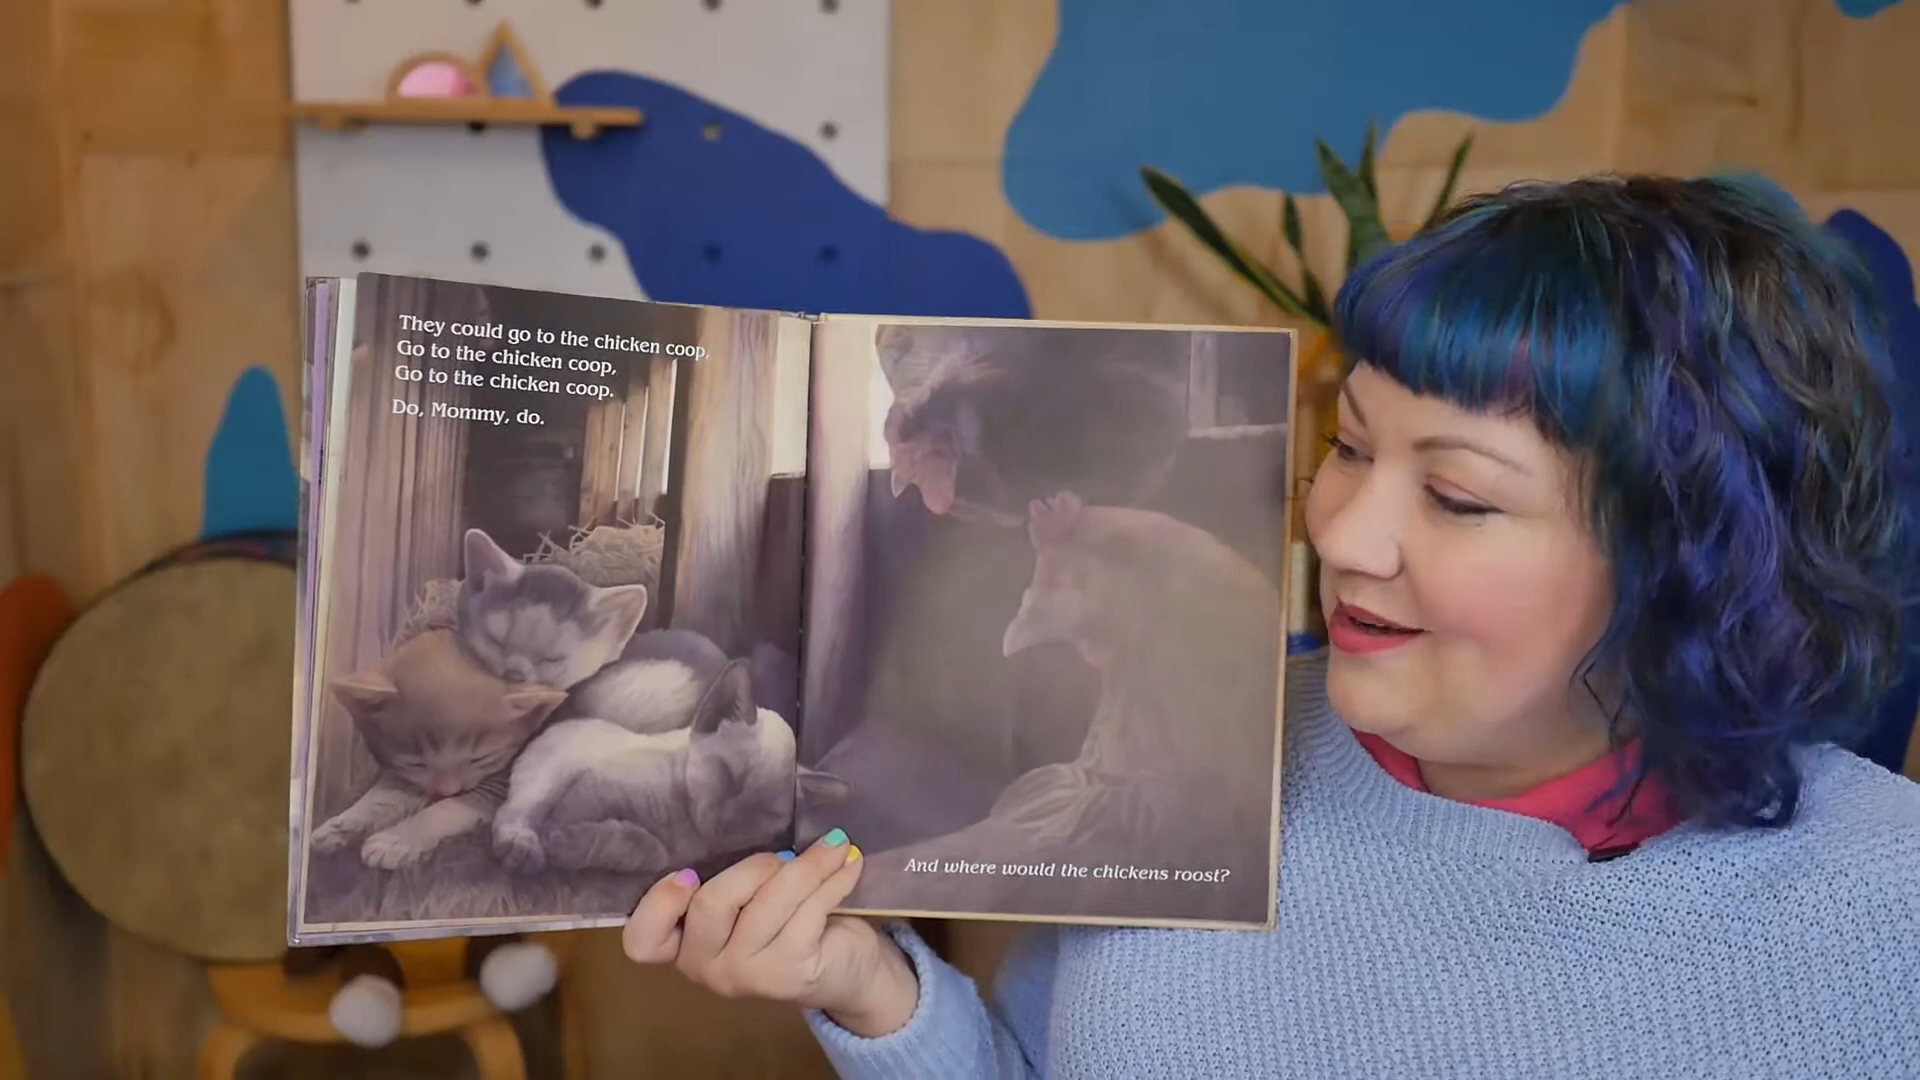 They could go to the chicken coop,
Go to the chicken coop,
Go to the chicken coop.
Do, Mommy, do.
And where would the chickens roost?